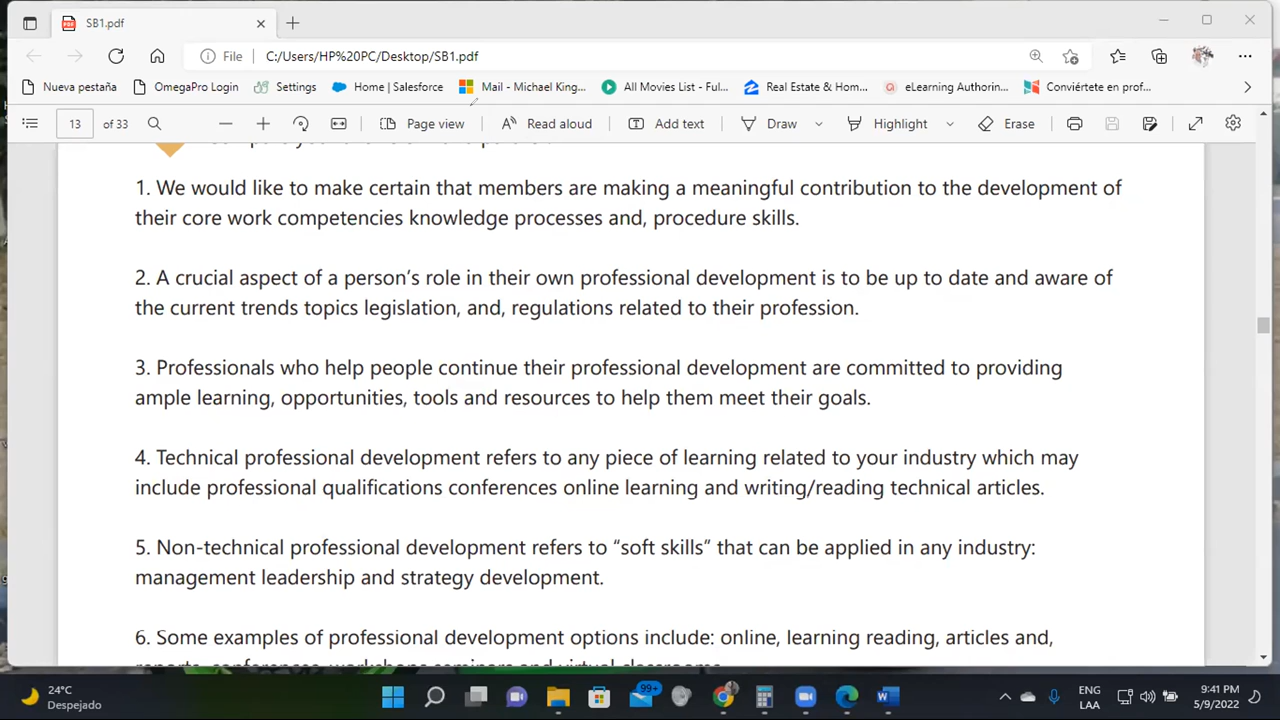 SB1.pdf
File C:/Users/HP%20PC/Desktop/SB1.pdf
Nueva pestaña OmegaPro Login Settings Home | Salesforce Mail - Michael King... All Movies List - Ful... Real Estate & Hom... eLearning Authorin... Conviértete en prof...
13 of 33 Page view Read aloud Add text Draw Highlight Erase
1. We would like to make certain that members are making a meaningful contribution to the development of
their core work competencies knowledge processes and, procedure skills.
2. A crucial aspect of a person's role in their own professional development is to be up to date and aware of
the current trends topics legislation, and, regulations related to their profession.
3. Professionals who help people continue their professional development are committed to providing
ample learning, opportunities, tools and resources to help them meet their goals.
4. Technical professional development refers to any piece of learning related to your industry which may
include professional qualifications conferences online learning and writing/reading technical articles.
5. Non-technical professional development refers to “soft skills” that can be applied in any industry:
management leadership and strategy development.
6. Some examples of professional development options include: online, learning reading, articles and,
reports, conferences, workshops seminars and virtual classrooms.
24°C
Despejado
99+
ENG
LAA
9:41 PM
5/9/2022